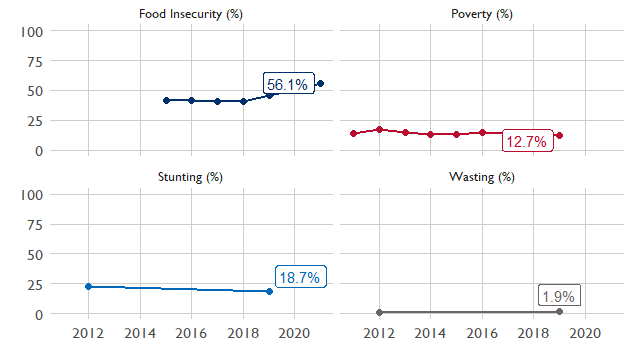 Food Insecurity (%)
Poverty (%)
100
75
50
25
0
56.1%
12.7%
Stunting (%)
Wasting (%)
100
75
50
25
0
18.7%
1.9%
2012 2014 2016 2018 2020
2012 2014 2016 2018 2020